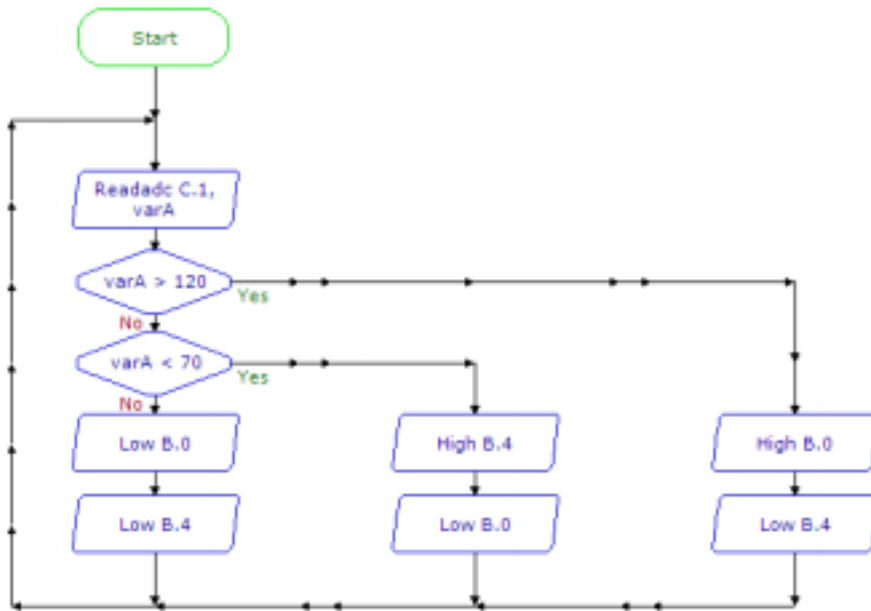 Start
Readadc C.1,
varA
varA > 120
Yes
No
varA < 70
Yes
No
Low B.0
High B.4
High B.0
Low B.4
Low B.0
Low B.4